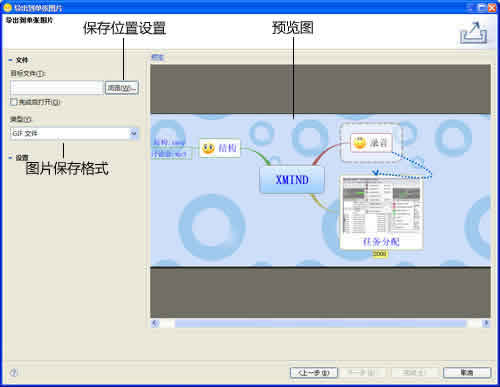 导出到单张图片
导出到单张图片
保存位置设置
预览图
文件
预览
目标文件(T):
浏览(W)...
完成后打开(O)
类型(Y):
GIF 文件
设置
图片保存格式
结构
录音
XMIND
任务分配
<上一步(B)
下一步(N)>
完成(F)
取消